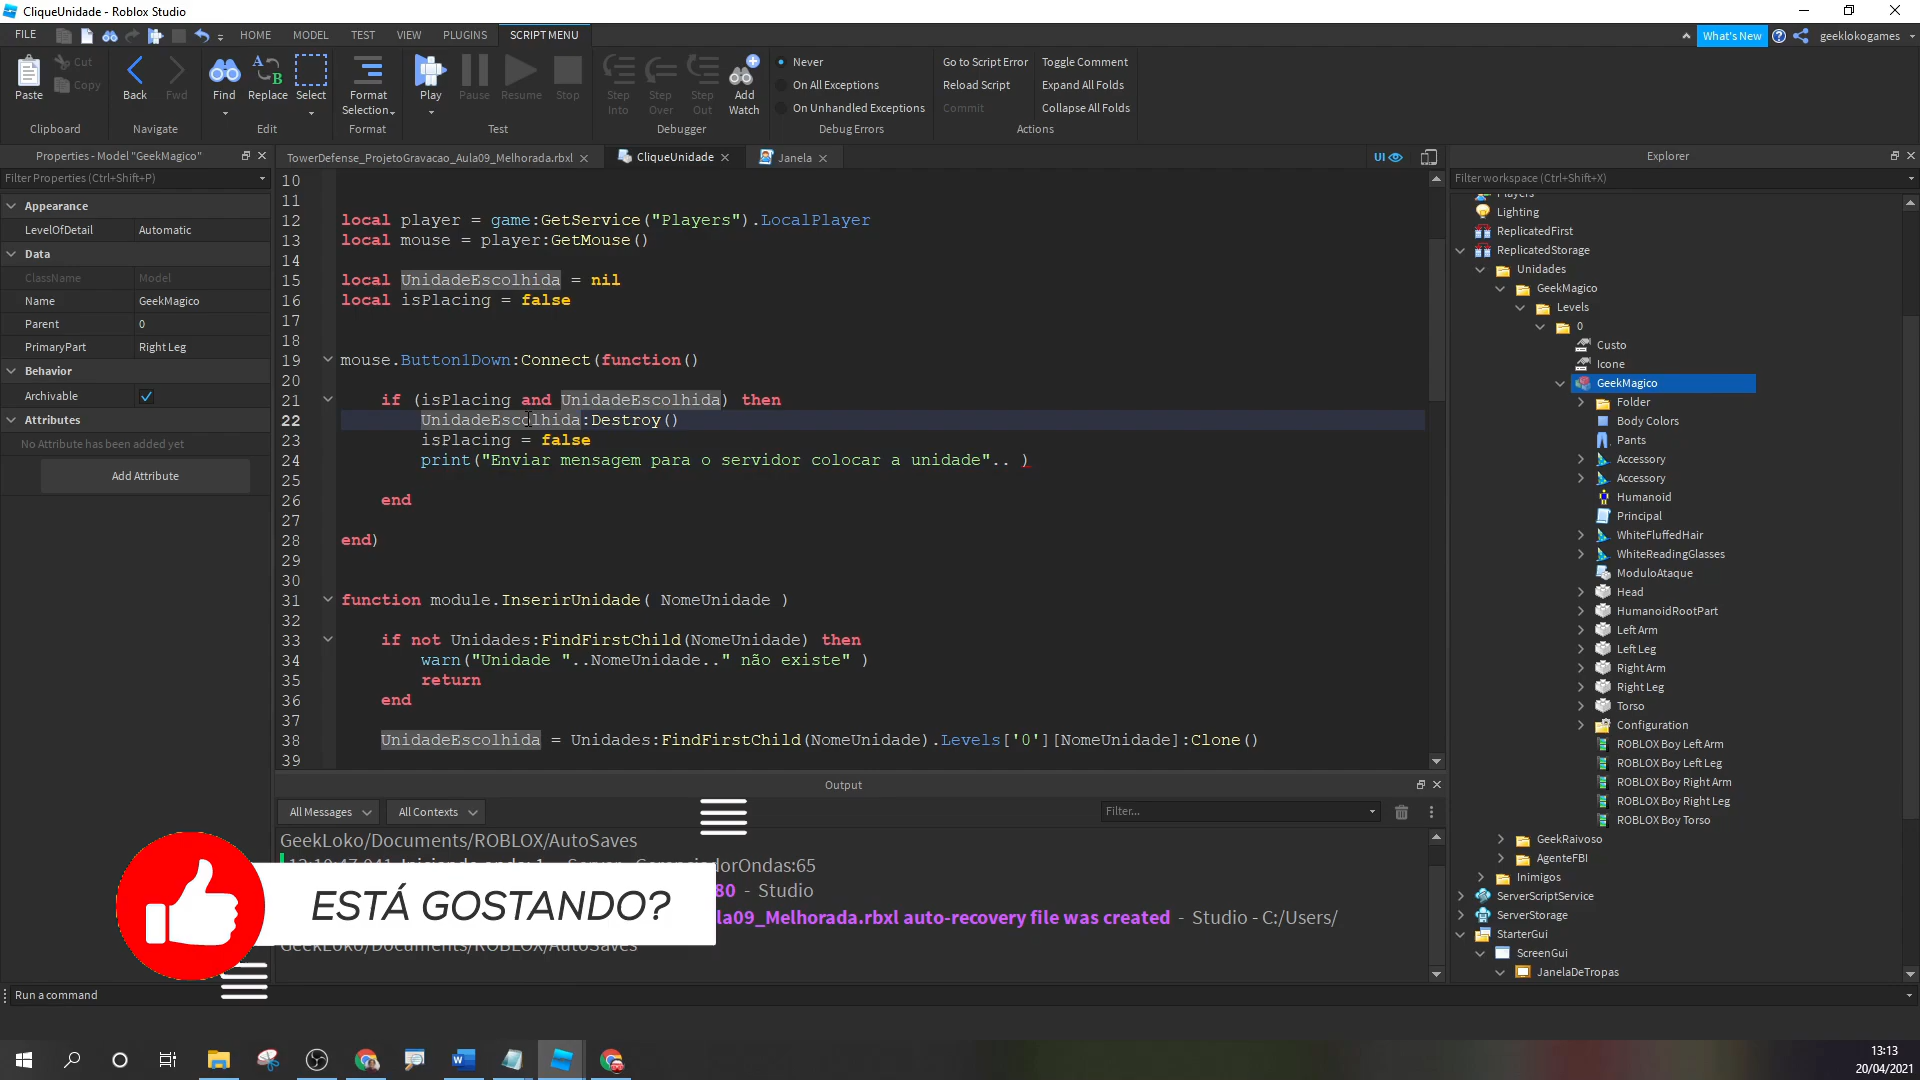 CliqueUnidade - Roblox Studio
FILE
HOME
MODEL
TEST
VIEW
PLUGINS
SCRIPT MENU
What's New
geeklokogames
Paste
Cut
Copy
Clipboard
Back
Fwd
Navigate
Find
Replace
Select
Edit
Format
Selection
Format
Play
Pause
Resume
Stop
Test
Step
Into
Step
Over
Step
Out
Add
Watch
Debugger
Never
On All Exceptions
On Unhandled Exceptions
Debug Errors
Go to Script Error
Reload Script
Commit
Toggle Comment
Expand All Folds
Collapse All Folds
Actions
Properties - Model "GeekMagico"
Filter Properties (Ctrl+Shift+P)
Appearance
LevelOfDetail Automatic
Data
ClassName Model
Name GeekMagico
Parent 0
PrimaryPart Right Leg
Behavior
Archivable
Attributes
No Attribute has been added yet
Add Attribute
TowerDefense_ProjetoGravacao_Aula09_Melhorada.rbxl
CliqueUnidade
Janela
UI
10
11
12 local player = game:GetService("Players").LocalPlayer
13 local mouse = player:GetMouse()
14
15 local UnidadeEscolhida = nil
16 local isPlacing = false
17
18
19 mouse.Button1Down:Connect(function()
20
21 if (isPlacing and UnidadeEscolhida) then
22 UnidadeEscolhida:Destroy()
23 isPlacing = false
24 print("Enviar mensagem para o servidor colocar a unidade".. )
25
26 end
27
28 end)
29
30
31 function module.InserirUnidade( NomeUnidade )
32
33 if not Unidades:FindFirstChild(NomeUnidade) then
34 warn("Unidade "..NomeUnidade.." não existe" )
35 return
36 end
37
38 UnidadeEscolhida = Unidades:FindFirstChild(NomeUnidade).Levels['0'][NomeUnidade]:Clone()
39
Output
All Messages
All Contexts
Filter...
GeekLoko/Documents/ROBLOX/AutoSaves
dorOndas:65
80 - Studio
la09_Melhorada.rbxl auto-recovery file was created - Studio - C:/Users/
GeekLoko/Documents/ROBLOX/AutoSaves
ESTÁ GOSTANDO?
Run a command
Explorer
Filter workspace (Ctrl+Shift+X)
Players
Lighting
ReplicatedFirst
ReplicatedStorage
Unidades
GeekMagico
Levels
0
Custo
Icone
GeekMagico
Folder
Body Colors
Pants
Accessory
Accessory
Humanoid
Principal
WhiteFluffedHair
WhiteReadingGlasses
ModuloAtaque
Head
HumanoidRootPart
Left Arm
Left Leg
Right Arm
Right Leg
Torso
Configuration
ROBLOX Boy Left Arm
ROBLOX Boy Left Leg
ROBLOX Boy Right Arm
ROBLOX Boy Right Leg
ROBLOX Boy Torso
GeekRaivoso
AgenteFBI
Inimigos
ServerScriptService
ServerStorage
StarterGui
ScreenGui
JanelaDeTropas
13:13
20/04/2021